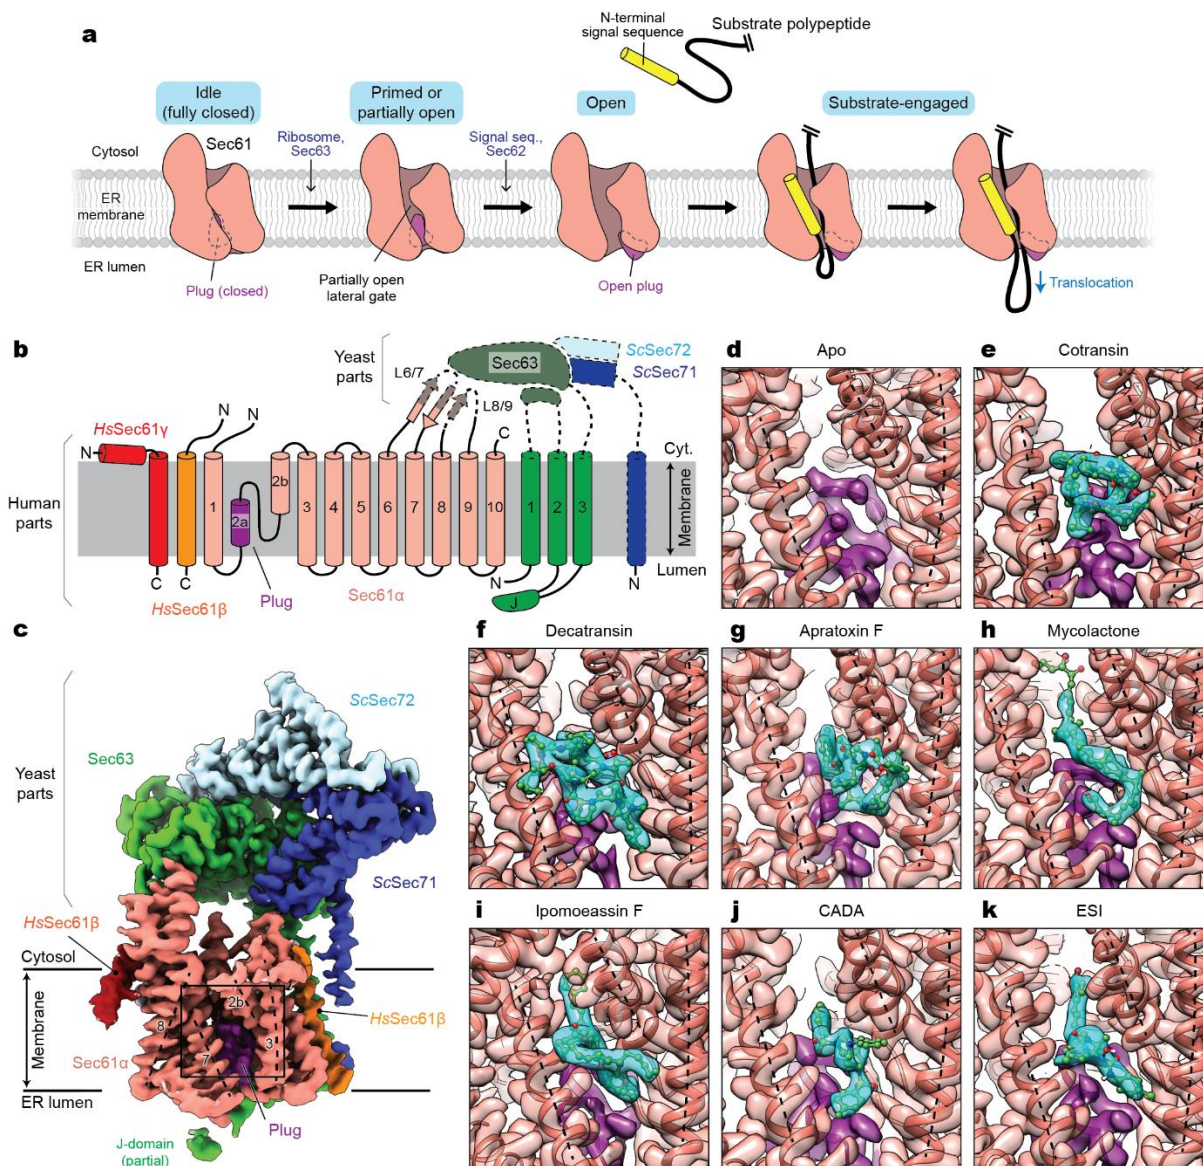 a
N-terminal
signal sequence
Substrate polypeptide
Idle
(fully closed)
Primed or
partially open
Open
Substrate-engaged
Cytosol
Sec61
Ribosome,
Sec63
Signal seq.,
Sec62
ER
membrane
ER lumen
Plug (closed)
Partially open
lateral gate
Open plug
Translocation
b
Yeast
parts
L6/7
Sec63
ScSec72
ScSec71
L8/9
N
N
HsSec61γ
N
C
Cyt.
Human
parts
1
2a
2b
3
4
5
6
7
8
9
10
1
2
3
Membrane
Lumen
C
C
N
N
HsSec61β
Plug
Sec61α
J
c
Yeast
parts
ScSec72
Sec63
ScSec71
HsSec61β
Cytosol
Membrane
2b
8
7
3
HsSec61β
Sec61α
ER lumen
Plug
J-domain
(partial)
d
Apo
e
Cotransin
f
Decatransin
g
Apratoxin F
h
Mycolactone
i
Ipomoeassin F
j
CADA
k
ESI